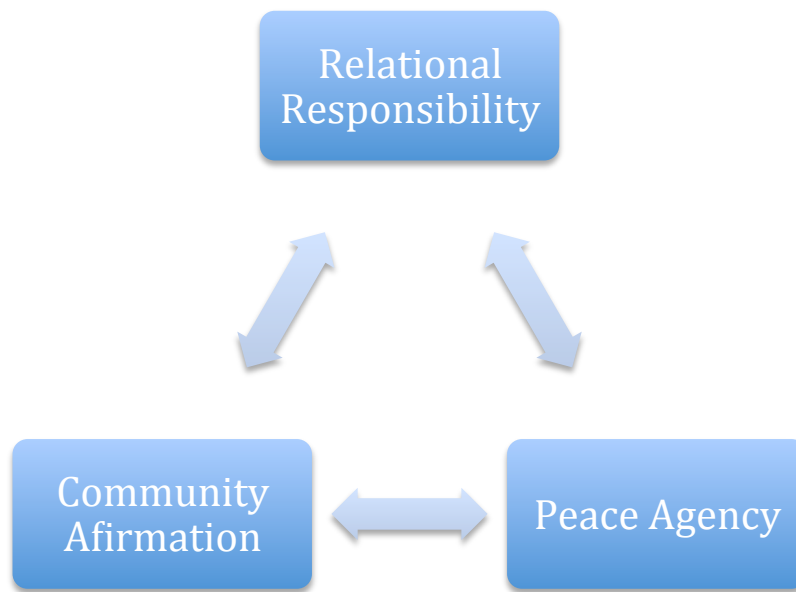 Relational
Responsibility
Community
Afirmation
Peace Agency